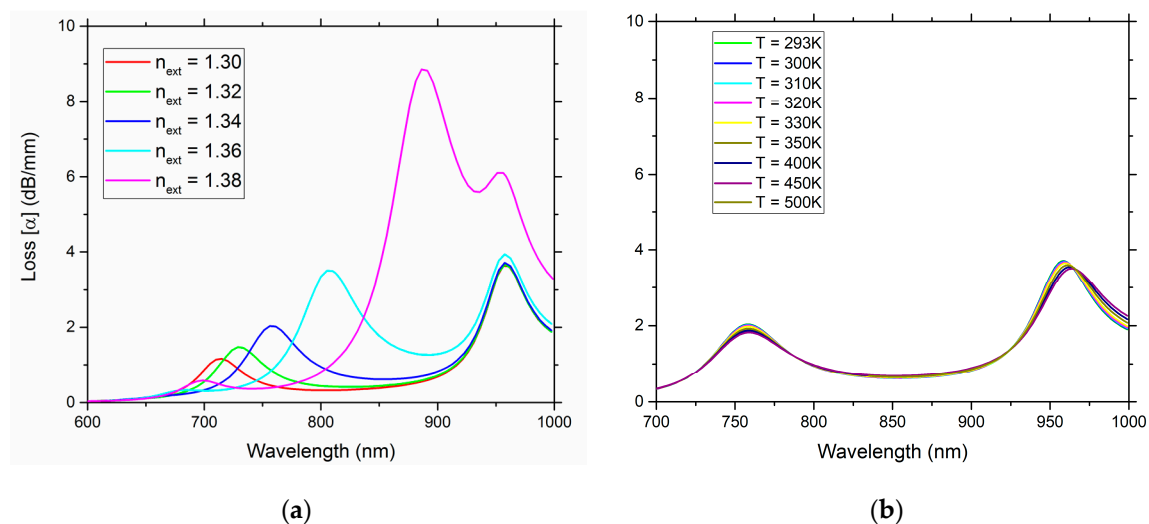 10
8
6
4
2
0
Loss [α] (dB/mm)
n_ext = 1.30
n_ext = 1.32
n_ext = 1.34
n_ext = 1.36
n_ext = 1.38
600 700 800 900 1000
Wavelength (nm)
(a)
10
8
6
4
2
0
T = 293K
T = 300K
T = 310K
T = 320K
T = 330K
T = 350K
T = 400K
T = 450K
T = 500K
700 750 800 850 900 950 1000
Wavelength (nm)
(b)